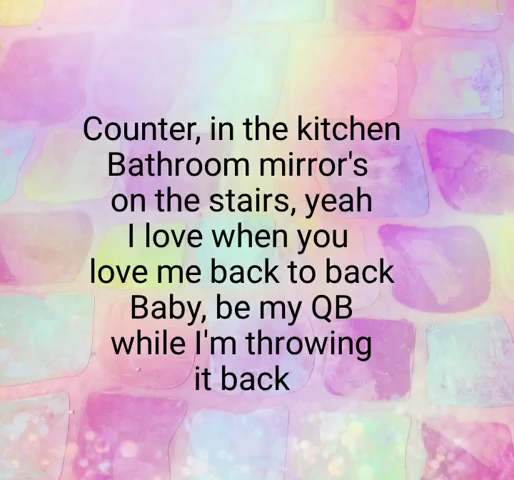 Counter, in the kitchen
Bathroom mirror's
on the stairs, yeah
I love when you
love me back to back
Baby, be my QB
while I'm throwing
it back